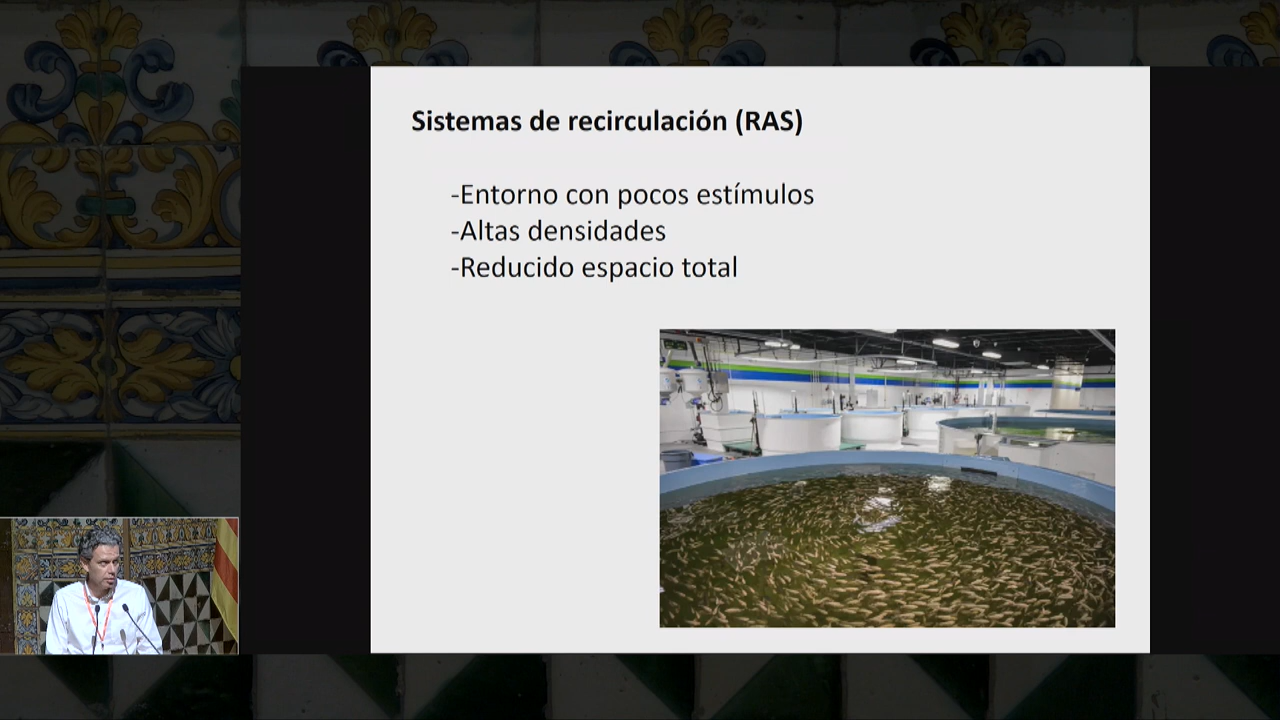 Sistemas de recirculación (RAS)
-Entorno con pocos estímulos
-Altas densidades
-Reducido espacio total